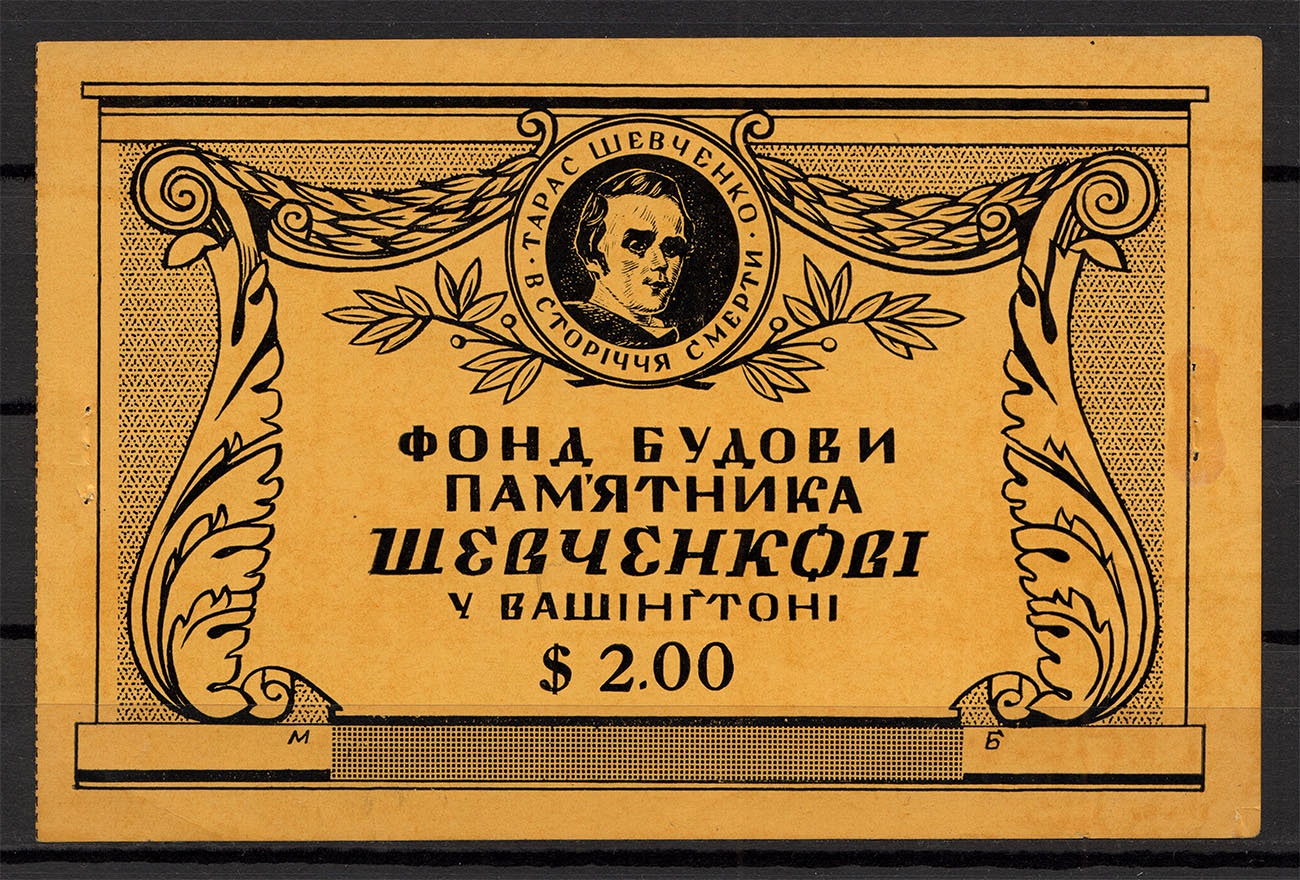 · ТАРАС ШЕВЧЕНКО ·
В СТОРІЧЧЯ СМЕРТИ
ФОНД БУДОВИ
ПАМ'ЯТНИКА
ШЕВЧЕНКОВІ
У ВАШІНҐТОНІ
$ 2.00
М Б